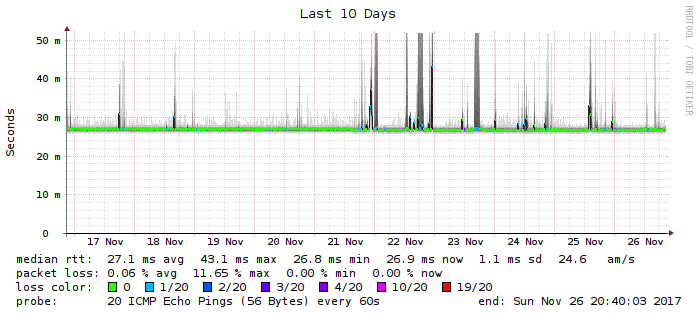 Last 10 Days
RRDTOOL / TOBI OETIKER
Seconds
50 m
40 m
30 m
20 m
10 m
0
17 Nov 18 Nov 19 Nov 20 Nov 21 Nov 22 Nov 23 Nov 24 Nov 25 Nov 26 Nov
median rtt: 27.1 ms avg 43.1 ms max 26.8 ms min 26.9 ms now 1.1 ms sd 24.6 am/s
packet loss: 0.06 % avg 11.65 % max 0.00 % min 0.00 % now
loss color: 0 1/20 2/20 3/20 4/20 10/20 19/20
probe: 20 ICMP Echo Pings (56 Bytes) every 60s end: Sun Nov 26 20:40:03 2017